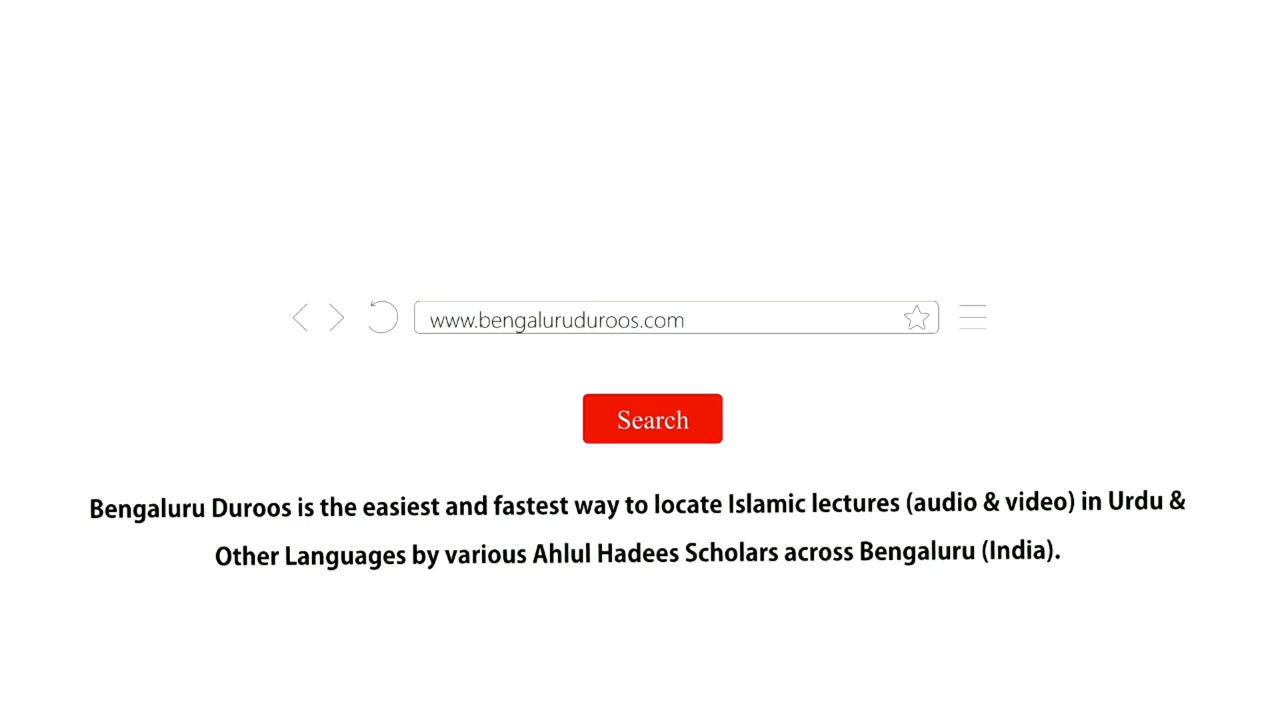 www.bengaluruduroos.com
Search
Bengaluru Duroos is the easiest and fastest way to locate Islamic lectures (audio & video) in Urdu &
Other Languages by various Ahlul Hadees Scholars across Bengaluru (India).